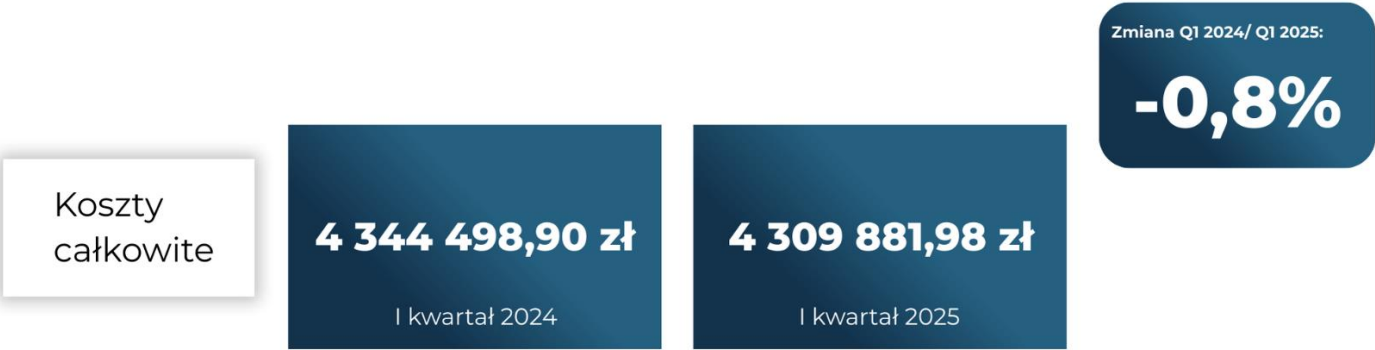 Zmiana Q1 2024/ Q1 2025:
-0,8%
Koszty
całkowite
4 344 498,90 zł
I kwartał 2024
4 309 881,98 zł
I kwartał 2025